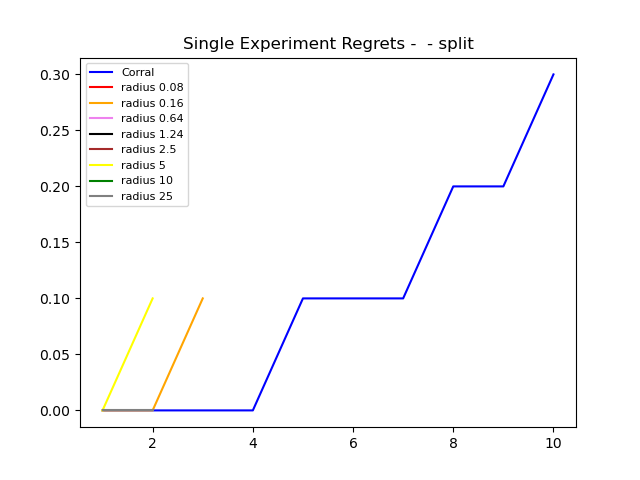 Single Experiment Regrets -  - split
Corral
radius 0.08
radius 0.16
radius 0.64
radius 1.24
radius 2.5
radius 5
radius 10
radius 25
0.30
0.25
0.20
0.15
0.10
0.05
0.00
2 4 6 8 10